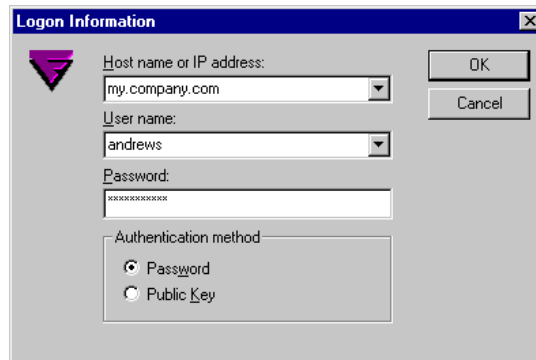 Logon Information
Host name or IP address:
my.company.com
OK
Cancel
User name:
andrews
Password:
***********
Authentication method
Password
Public Key